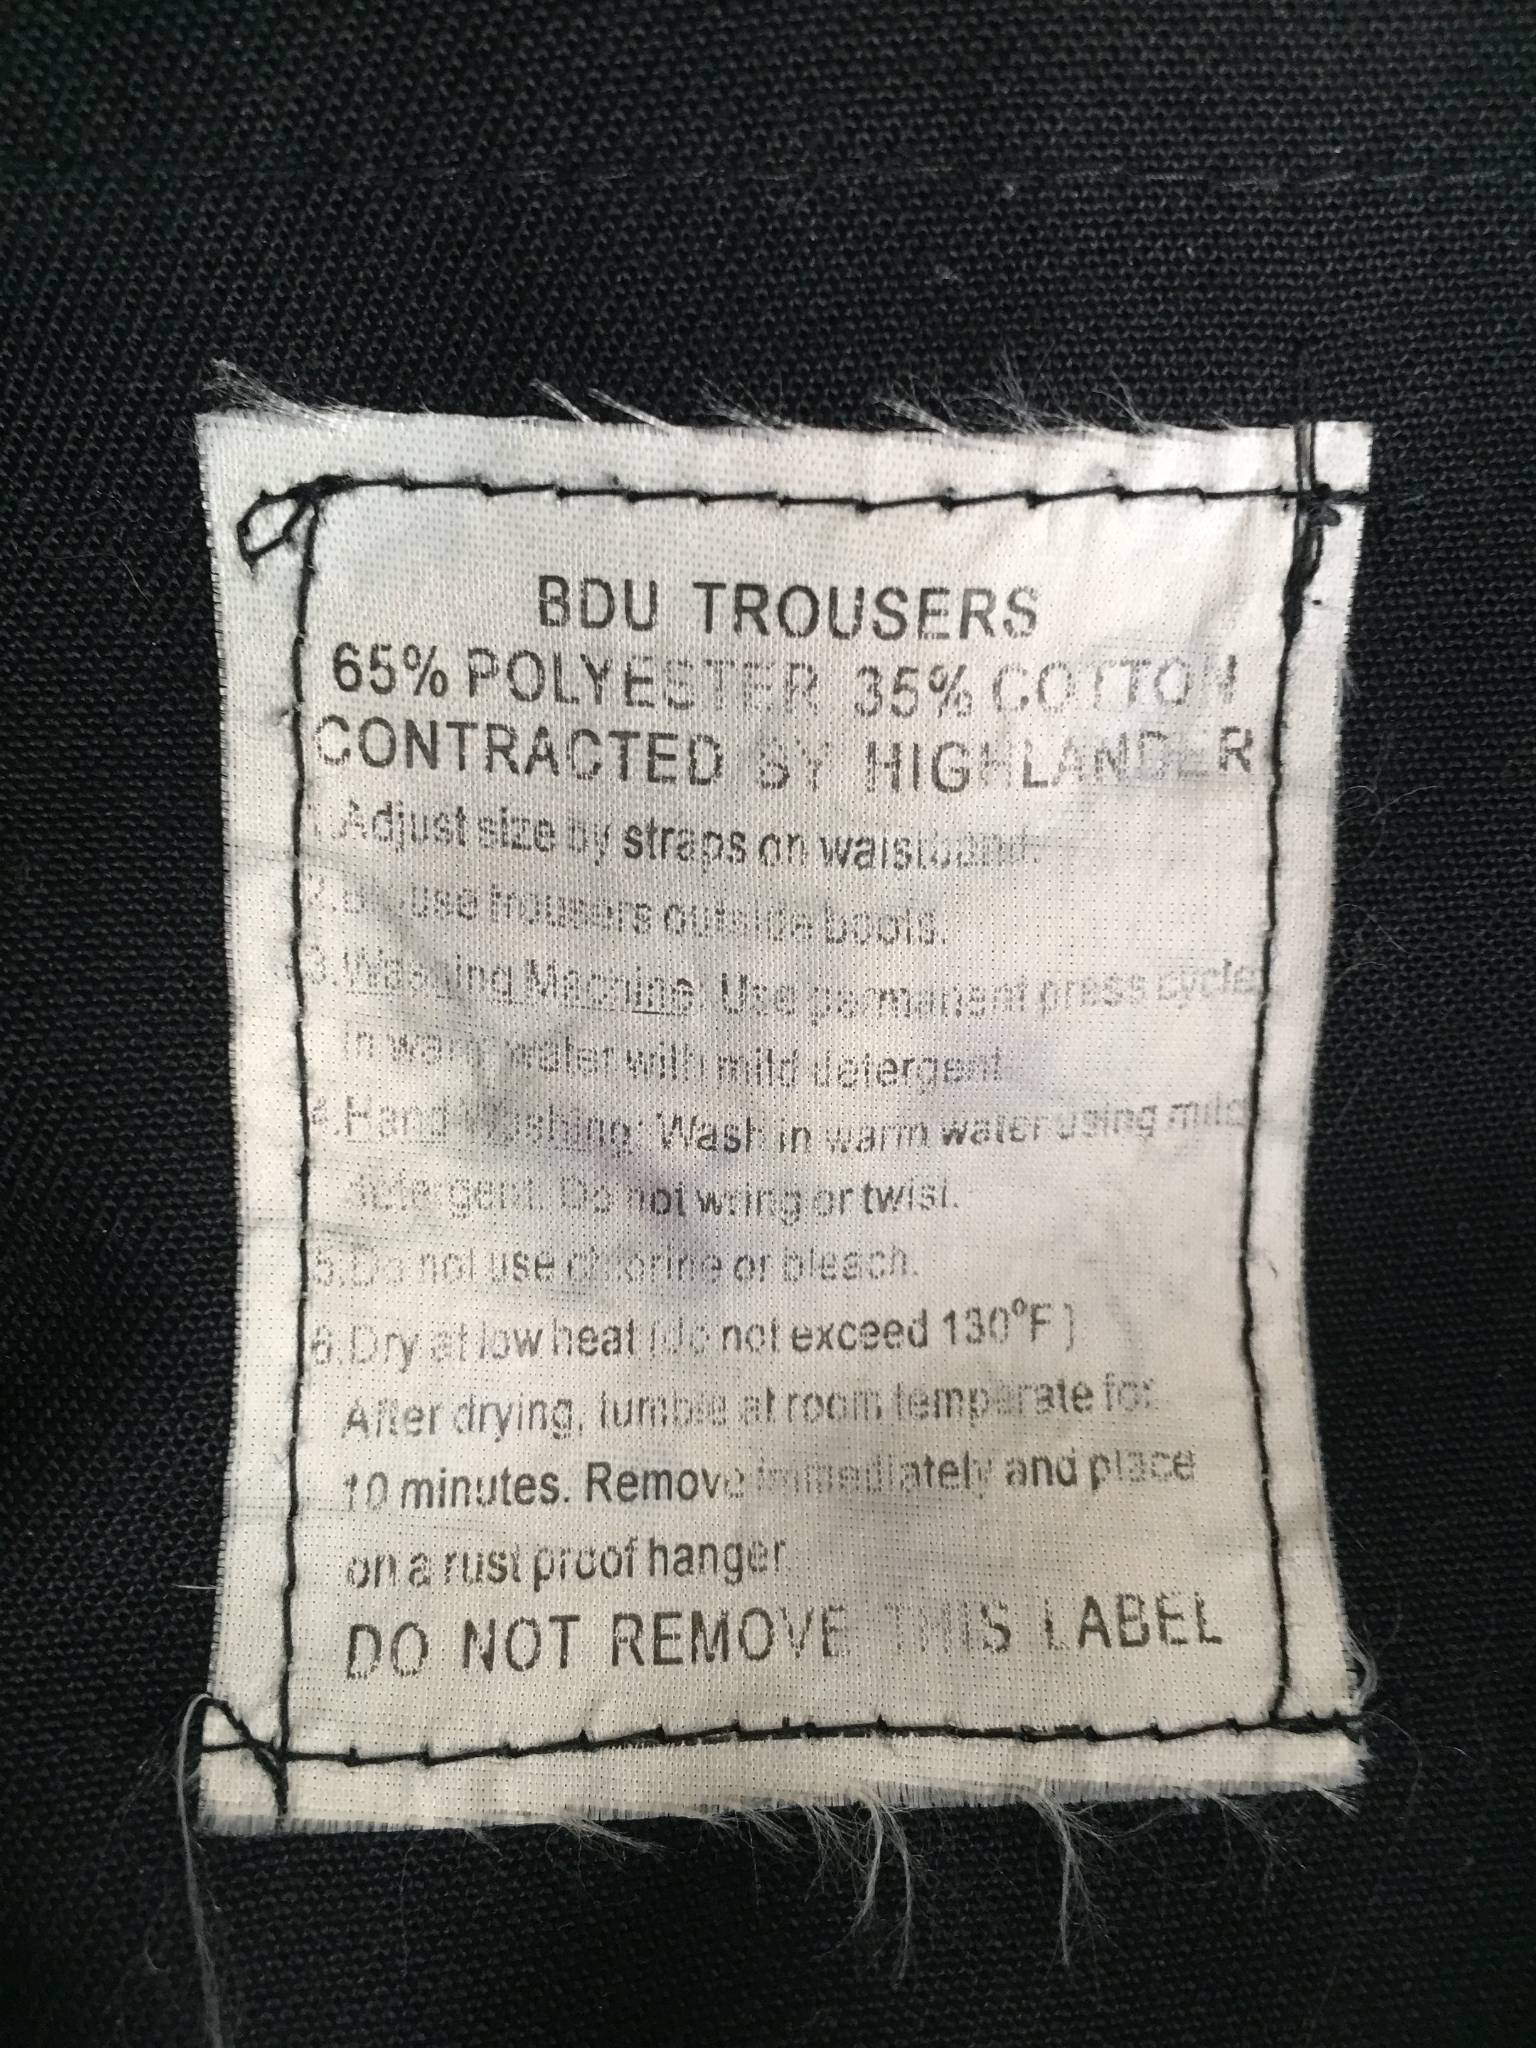 BDU TROUSERS
65% POLYESTER 35% COTTON
CONTRACTED BY HIGHLANDER
1.Adjust size by straps on waistband.
2. use trousers outside boots.
3.Washing Machine: Use permanent press cycle
in warm water with mild detergent
4.Hand Washing: Wash in warm water using mild
detergent. Do not wring or twist.
5.Do not use chlorine or bleach.
6.Dry at low heat (do not exceed 130°F)
After drying, tumble at room temperate for
10 minutes. Remove immediately and place
on a rust proof hanger.
DO NOT REMOVE THIS LABEL